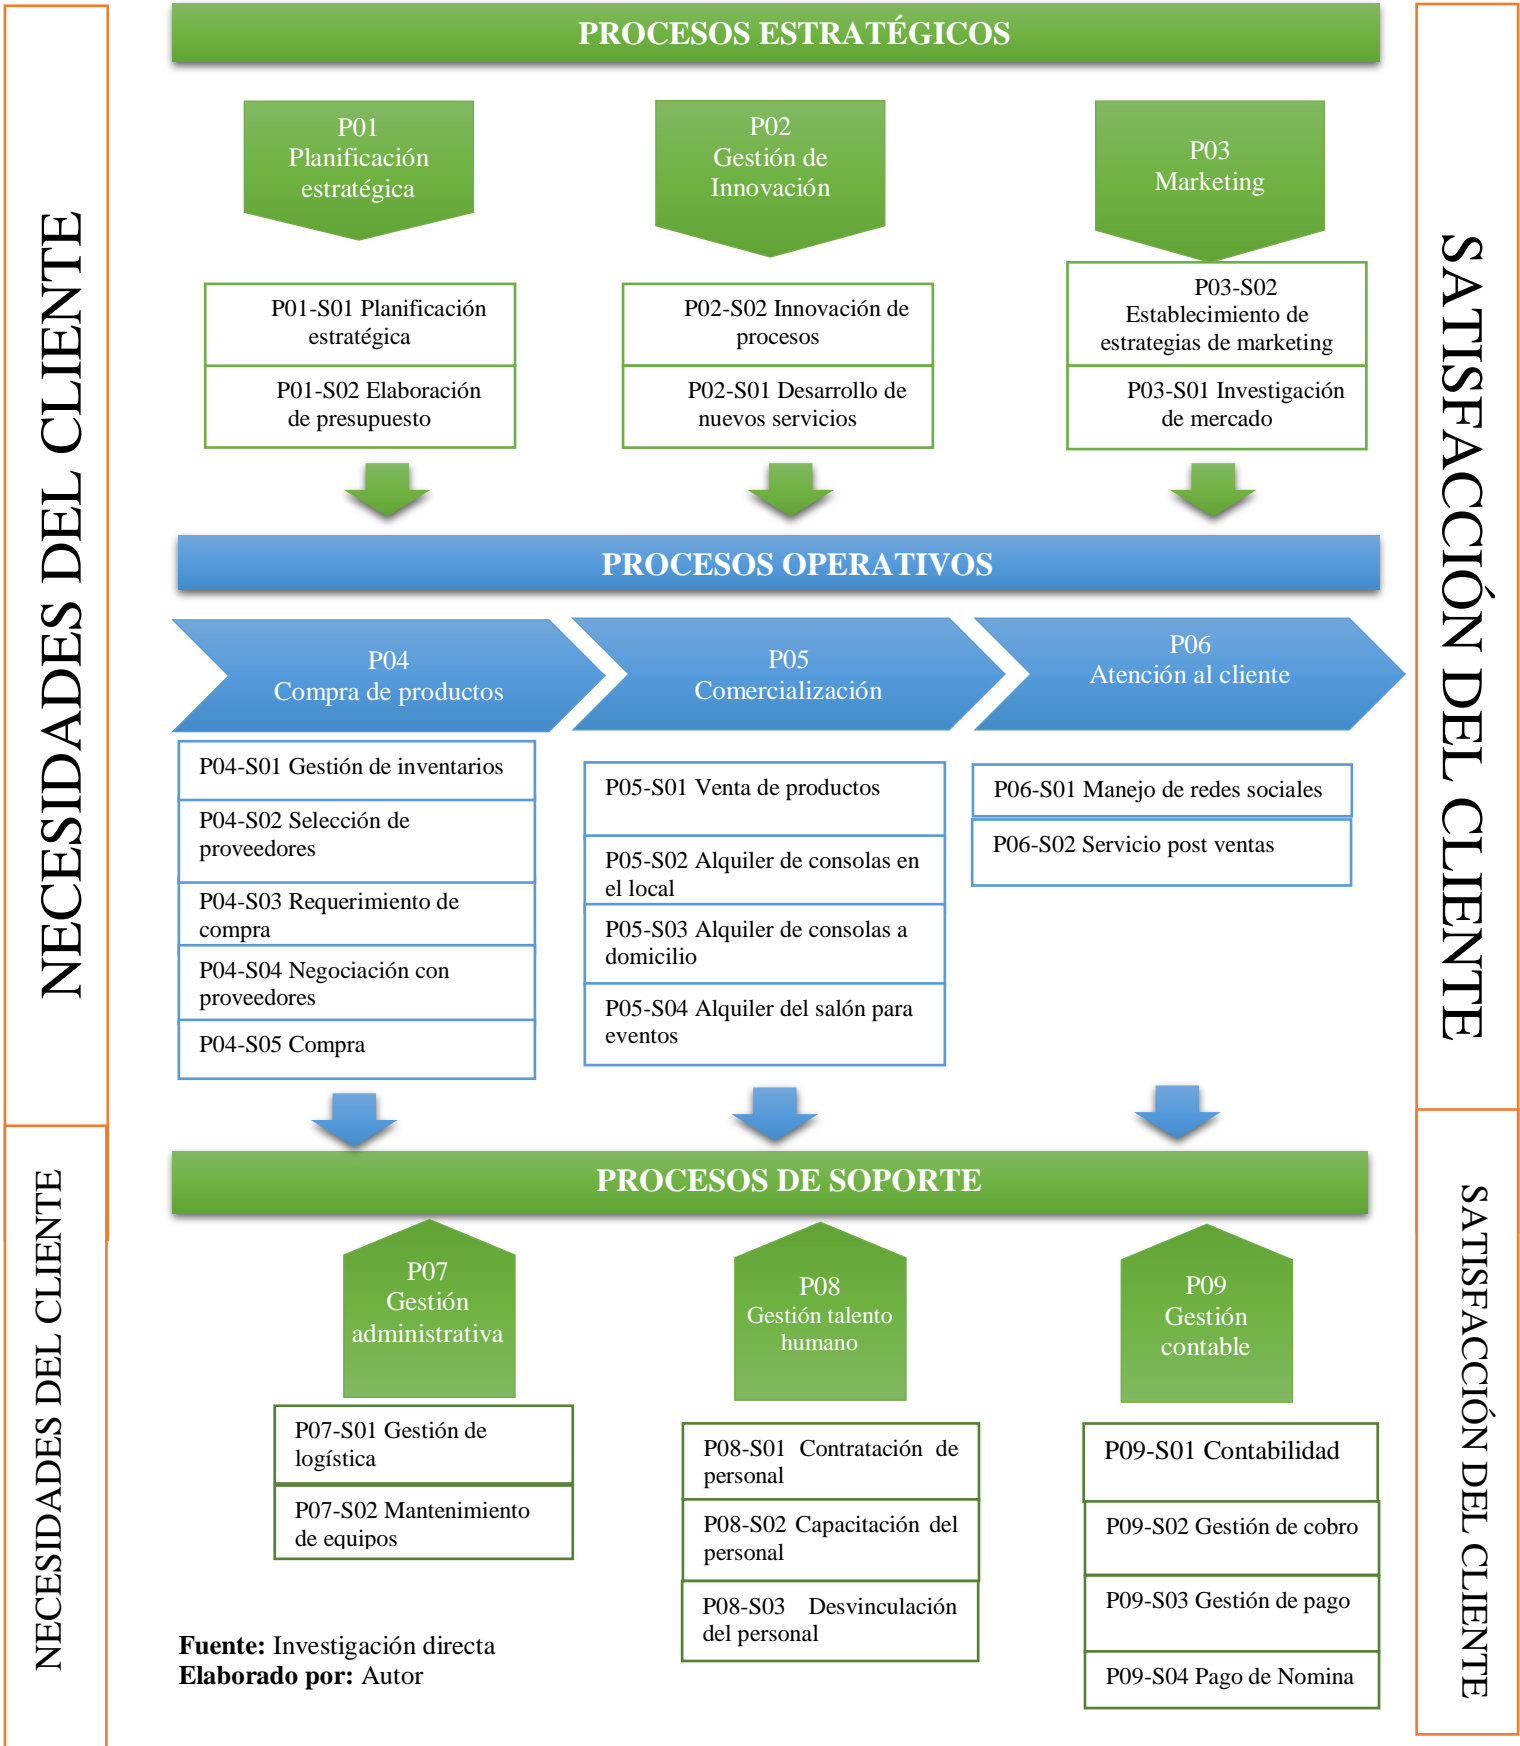 NECESIDADES DEL CLIENTE
PROCESOS ESTRATÉGICOS
P01
Planificación
estratégica
P02
Gestión de
Innovación
P03
Marketing
P01-S01 Planificación
estratégica
P01-S02 Elaboración
de presupuesto
P02-S02 Innovación de
procesos
P02-S01 Desarrollo de
nuevos servicios
P03-S02
Establecimiento de
estrategias de marketing
P03-S01 Investigación
de mercado
SATISFACCIÓN DEL CLIENTE
PROCESOS OPERATIVOS
P04
Compra de productos
P05
Comercialización
P06
Atención al cliente
P04-S01 Gestión de inventarios
P04-S02 Selección de
proveedores
P04-S03 Requerimiento de
compra
P04-S04 Negociación con
proveedores
P04-S05 Compra
P05-S01 Venta de productos
P05-S02 Alquiler de consolas en
el local
P05-S03 Alquiler de consolas a
domicilio
P05-S04 Alquiler del salón para
eventos
P06-S01 Manejo de redes sociales
P06-S02 Servicio post ventas
NECESIDADES DEL CLIENTE
PROCESOS DE SOPORTE
P07
Gestión
administrativa
P08
Gestión talento
humano
P09
Gestión
contable
P07-S01 Gestión de
logística
P07-S02 Mantenimiento
de equipos
P08-S01 Contratación de
personal
P08-S02 Capacitación del
personal
P08-S03 Desvinculación
del personal
P09-S01 Contabilidad
P09-S02 Gestión de cobro
P09-S03 Gestión de pago
P09-S04 Pago de Nomina
SATISFACCIÓN DEL CLIENTE
Fuente: Investigación directa
Elaborado por: Autor